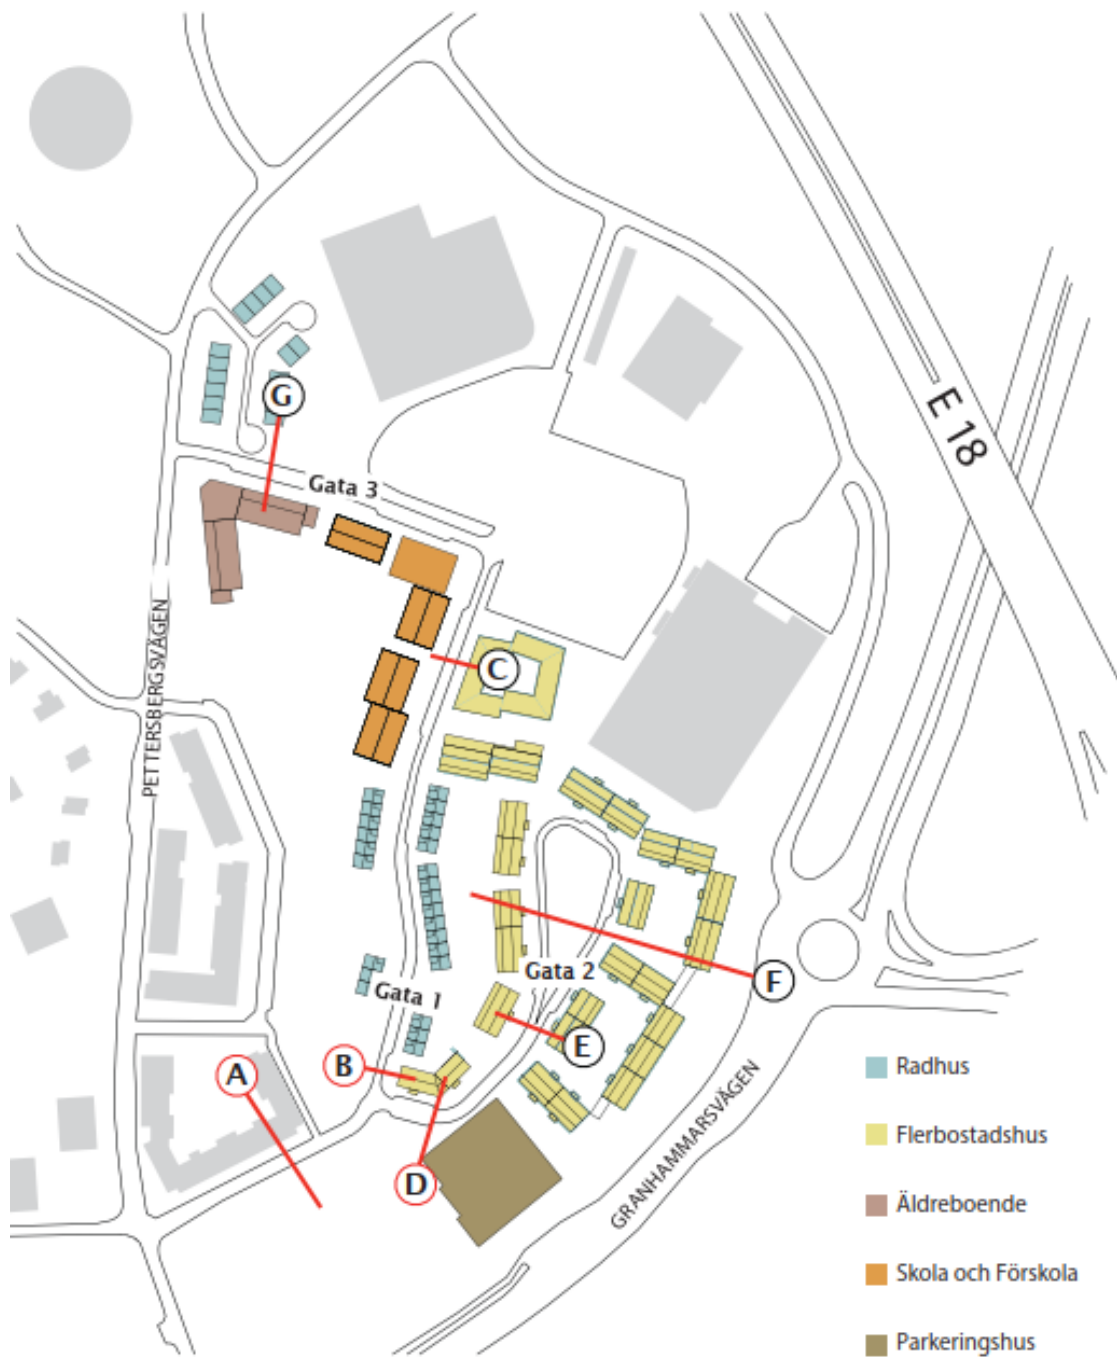 E 18
G
Gata 3
PETTERSBERGSVÄGEN
C
F
Gata 2
Gata 1
E
B
A
D
GRANHAMMARSVÄGEN
Radhus
Flerbostadshus
Äldreboende
Skola och Förskola
Parkeringshus